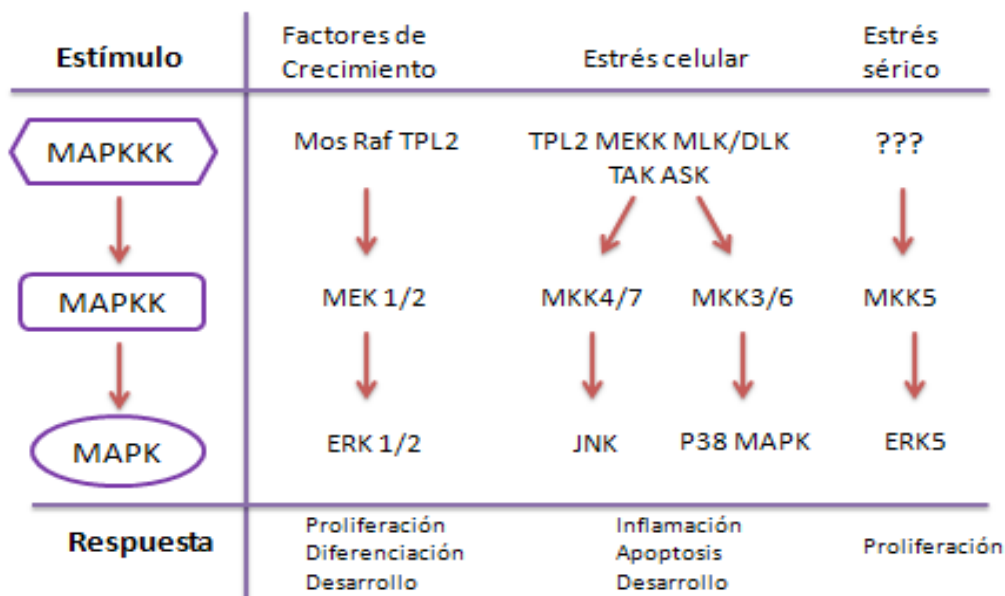 Estímulo
Factores de
Crecimiento
Estrés celular
Estrés
sérico
MAPKKK
Mos Raf TPL2
TPL2 MEKK MLK/DLK
TAK ASK
???
MAPKK
MEK 1/2
MKK4/7
MKK3/6
MKK5
MAPK
ERK 1/2
JNK
P38 MAPK
ERK5
Respuesta
Proliferación
Diferenciación
Desarrollo
Inflamación
Apoptosis
Desarrollo
Proliferación